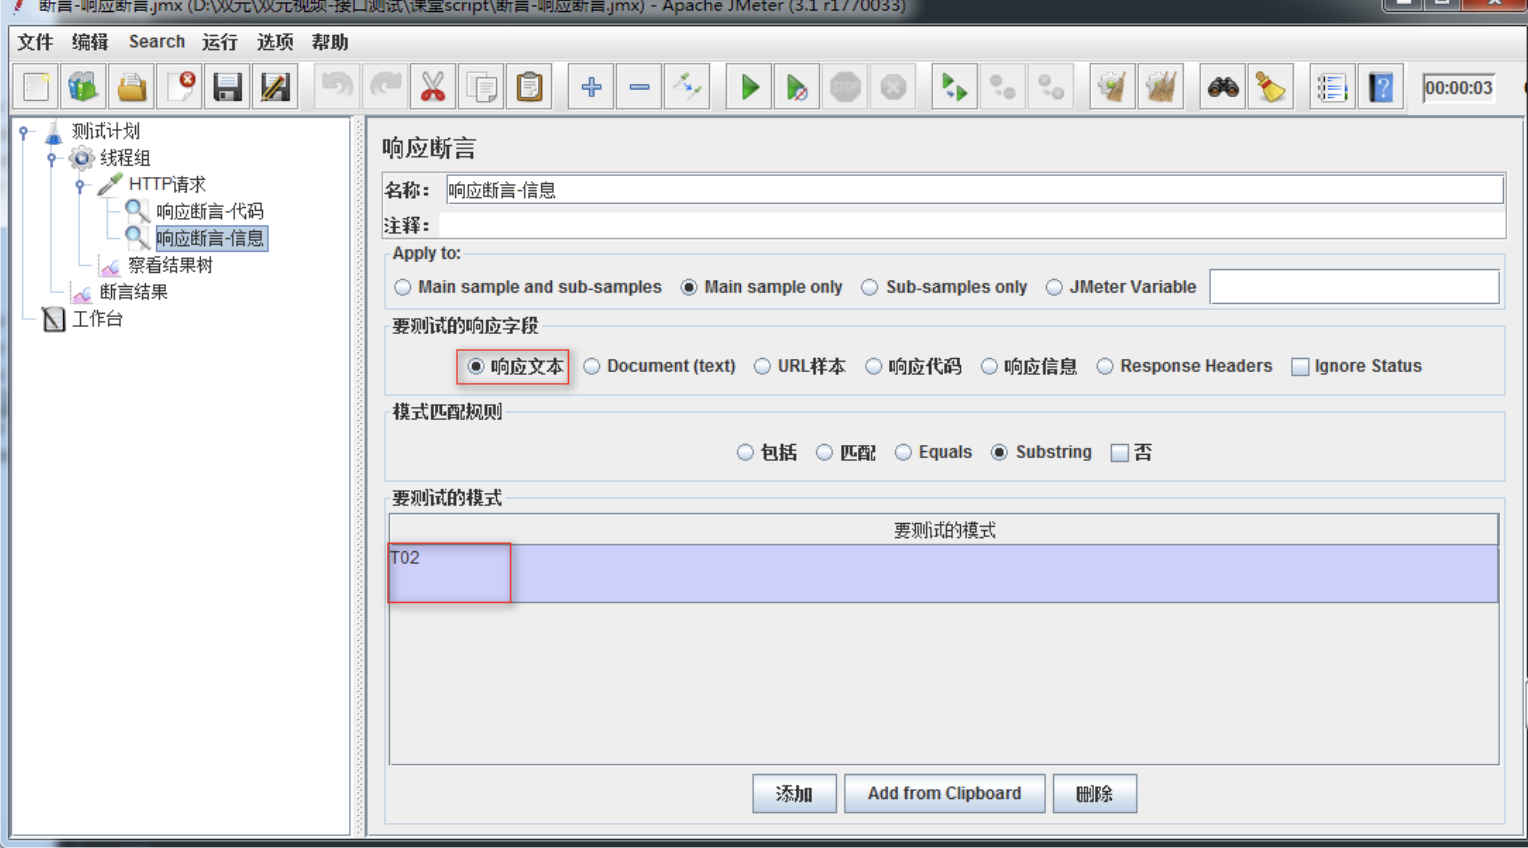 断言-响应断言.jmx (D:\双元\双元视频-接口测试\课堂script\断言-响应断言.jmx) - Apache JMeter (3.1 r1770033)
文件 编辑 Search 运行 选项 帮助
STOP
00:00:03
测试计划
线程组
HTTP请求
响应断言-代码
响应断言-信息
察看结果树
断言结果
工作台
响应断言
名称： 响应断言-信息
注释：
Apply to:
Main sample and sub-samples Main sample only Sub-samples only JMeter Variable
要测试的响应字段
响应文本 Document (text) URL样本 响应代码 响应信息 Response Headers Ignore Status
模式匹配规则
包括 匹配 Equals Substring 否
要测试的模式
要测试的模式
T02
添加 Add from Clipboard 删除